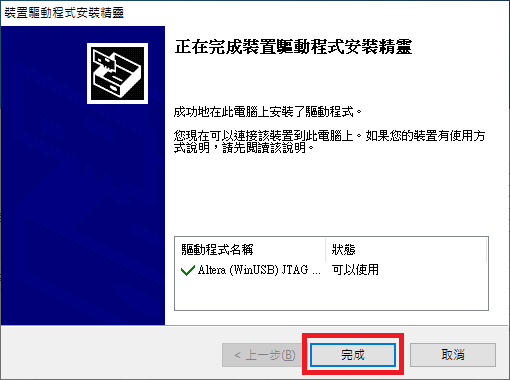 裝置驅動程式安裝精靈
正在完成裝置驅動程式安裝精靈
成功地在此電腦上安裝了驅動程式。
您現在可以連接該裝置到此電腦上。如果您的裝置有使用方
式說明，請先閱讀該說明。
驅動程式名稱 狀態
Altera (WinUSB) JTAG ... 可以使用
< 上一步(B) 完成 取消